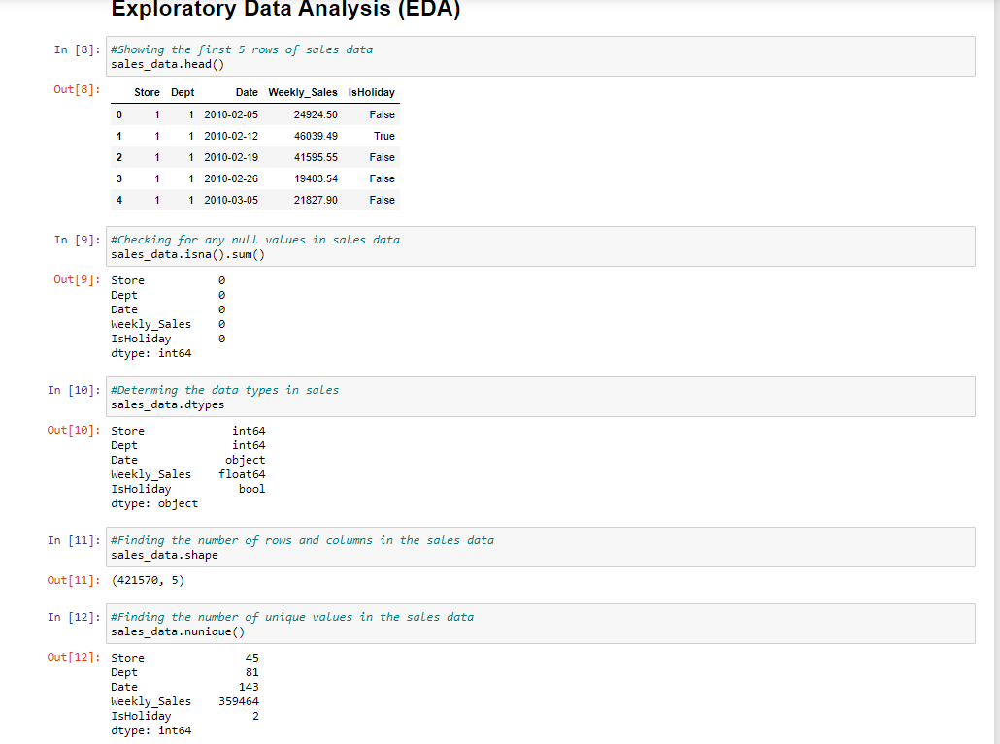 Exploratory Data Analysis (EDA)
In [8]: #Showing the first 5 rows of sales data
sales_data.head()
Out[8]:
Store Dept Date Weekly_Sales IsHoliday
0 1 1 2010-02-05 24924.50 False
1 1 1 2010-02-12 46039.49 True
2 1 1 2010-02-19 41595.55 False
3 1 1 2010-02-26 19403.54 False
4 1 1 2010-03-05 21827.90 False
In [9]: #Checking for any null values in sales data
sales_data.isna().sum()
Out[9]: Store 0
Dept 0
Date 0
Weekly_Sales 0
IsHoliday 0
dtype: int64
In [10]: #Determing the data types in sales
sales_data.dtypes
Out[10]: Store int64
Dept int64
Date object
Weekly_Sales float64
IsHoliday bool
dtype: object
In [11]: #Finding the number of rows and columns in the sales data
sales_data.shape
Out[11]: (421570, 5)
In [12]: #Finding the number of unique values in the sales data
sales_data.nunique()
Out[12]: Store 45
Dept 81
Date 143
Weekly_Sales 359464
IsHoliday 2
dtype: int64